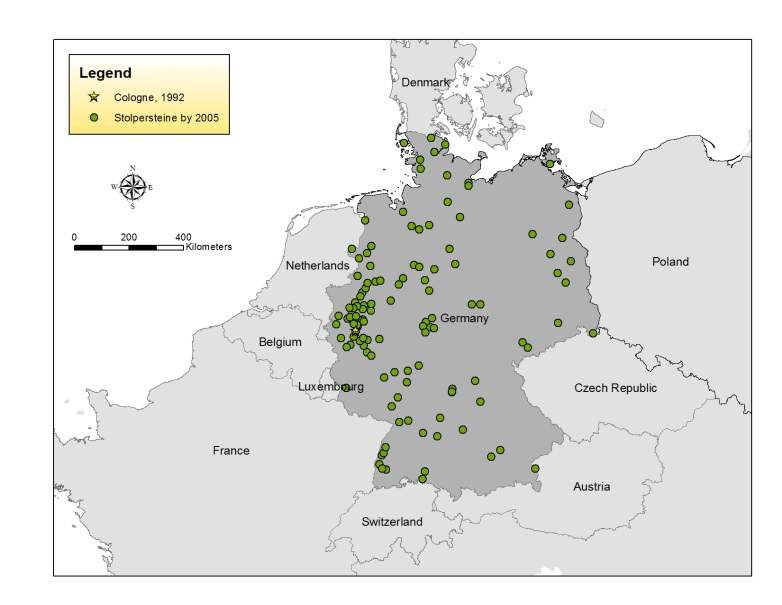 Legend
Cologne, 1992
Stolpersteine by 2005
N
W E
S
0 200 400
Kilometers
Denmark
Netherlands
Poland
Germany
Belgium
Luxembourg
Czech Republic
France
Austria
Switzerland